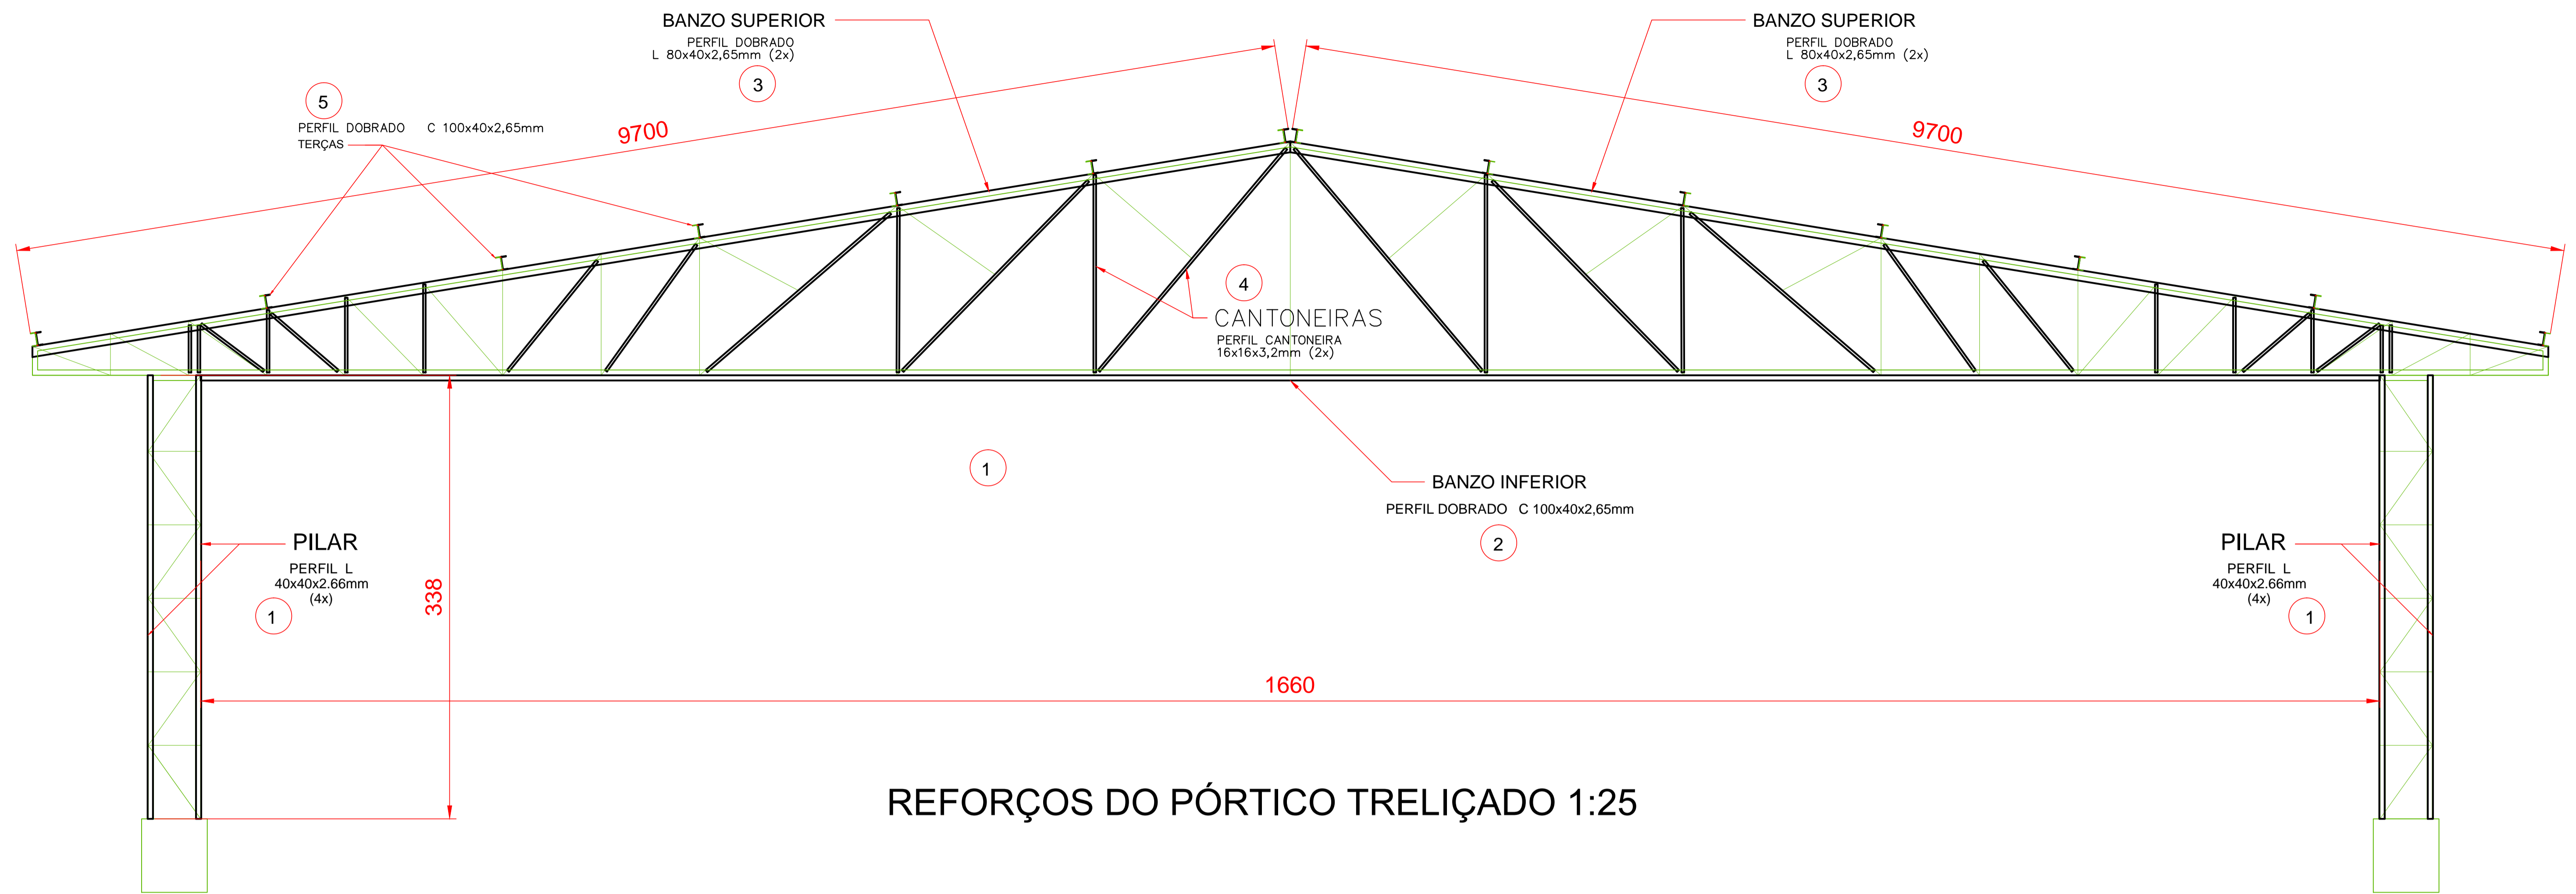 BANZO SUPERIOR
PERFIL DOBRADO
L 80x40x2,65mm (2x)
3
BANZO SUPERIOR
PERFIL DOBRADO
L 80x40x2,65mm (2x)
3
5
PERFIL DOBRADO C 100x40x2,65mm
TERÇAS
9700
9700
4
CANTONEIRAS
PERFIL CANTONEIRA
16x16x3,2mm (2x)
1
BANZO INFERIOR
PERFIL DOBRADO C 100x40x2,65mm
2
PILAR
PERFIL L
40x40x2.66mm
(4x)
1
338
PILAR
PERFIL L
40x40x2.66mm
(4x)
1
1660
REFORÇOS DO PÓRTICO TRELIÇADO 1:25